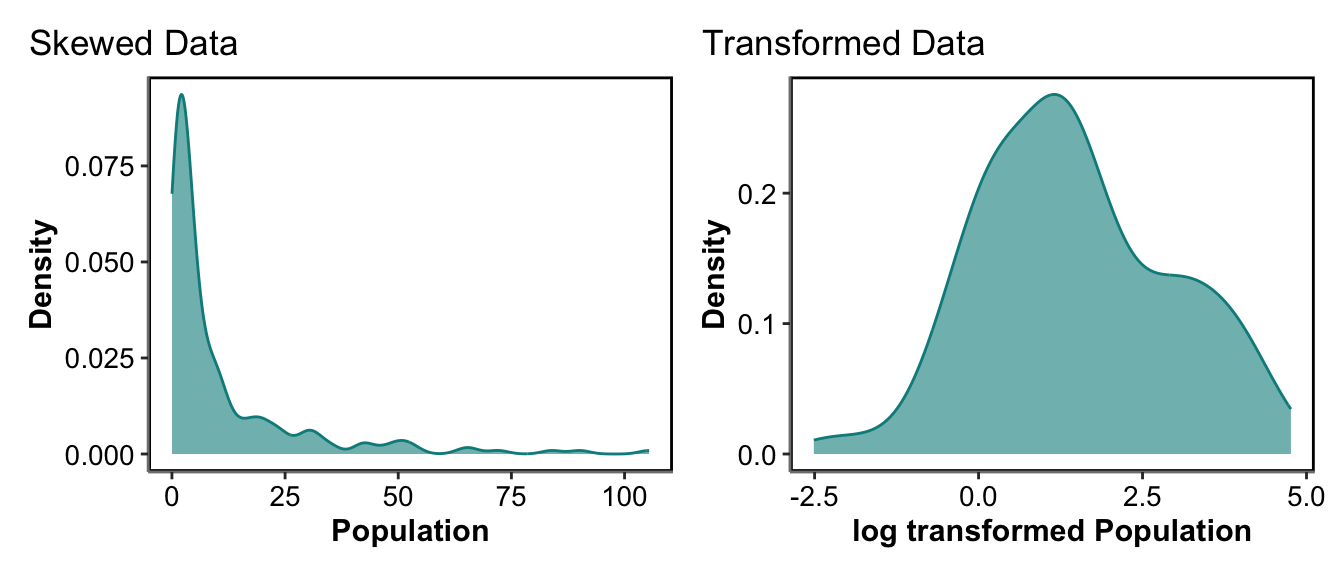 Skewed Data
Density
0.075
0.050
0.025
0.000
0 25 50 75 100
Population
Transformed Data
Density
0.2
0.1
0.0
-2.5 0.0 2.5 5.0
log transformed Population